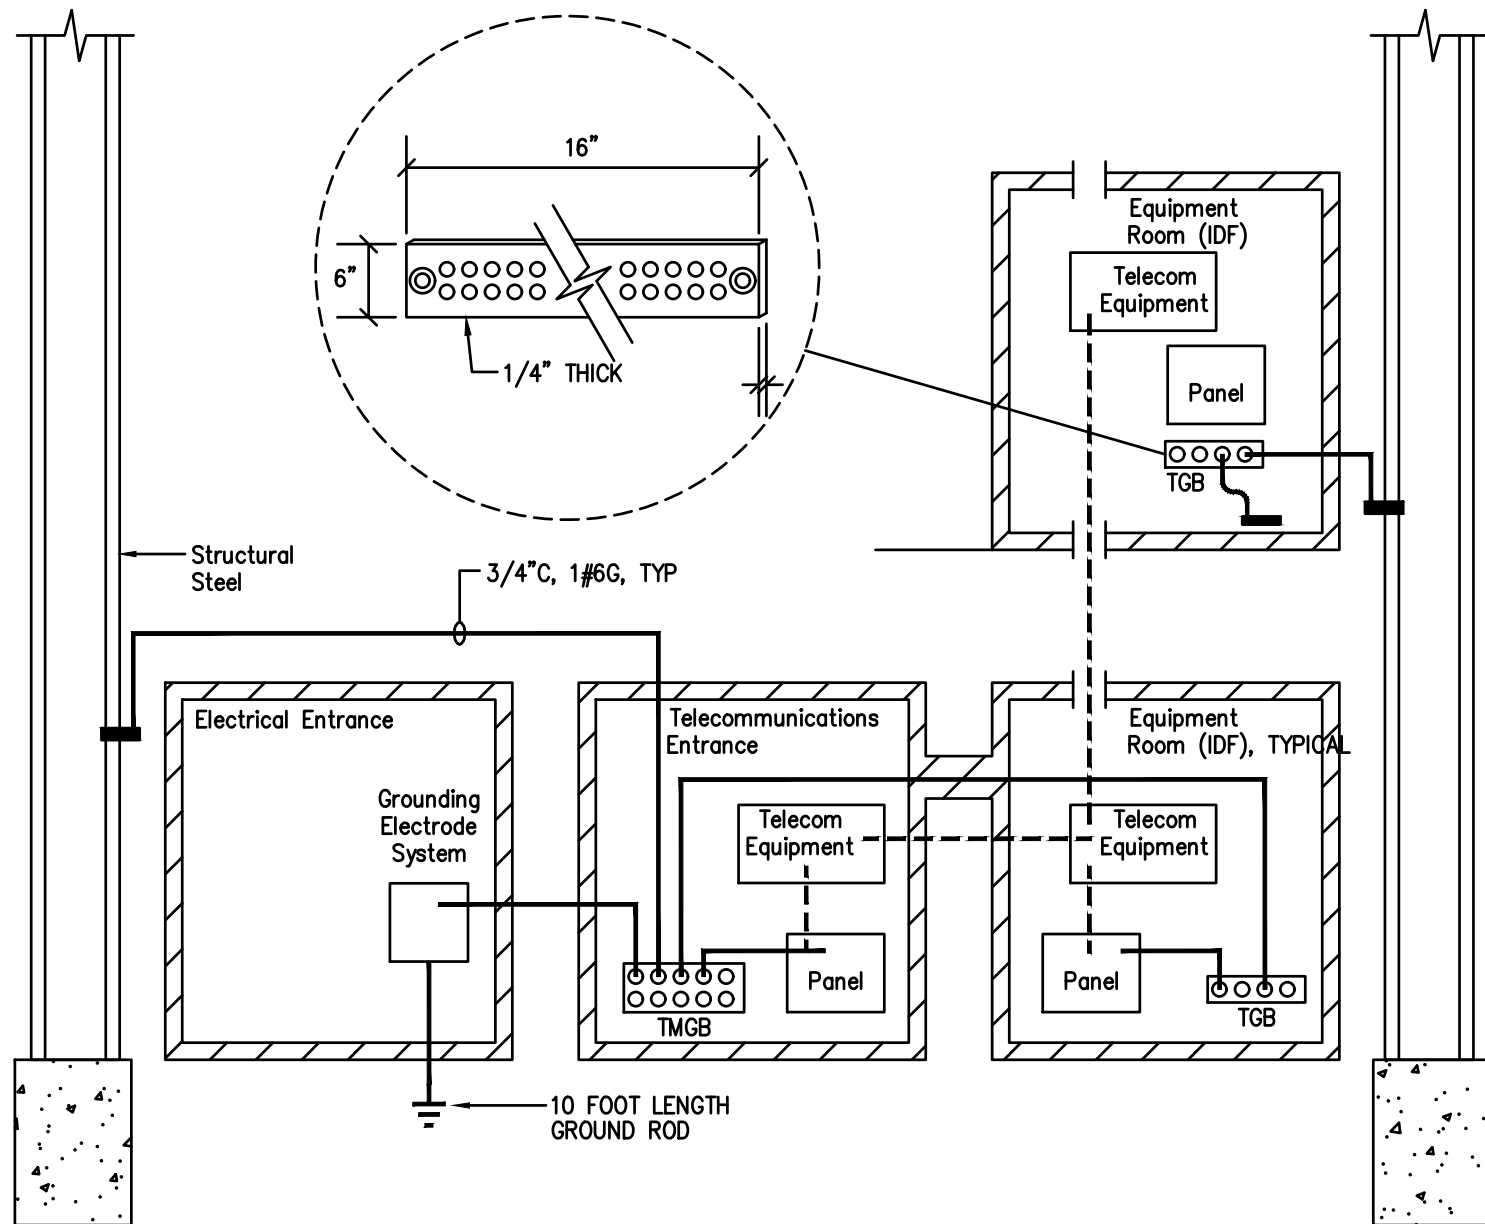 16”
6”
1/4” THICK
Equipment
Room (IDF)
Telecom
Equipment
Panel
TGB
Structural
Steel
3/4”C, 1#6G, TYP
Electrical Entrance
Grounding
Electrode
System
Telecommunications
Entrance
Telecom
Equipment
Panel
TMGB
Equipment
Room (IDF), TYPICAL
Telecom
Equipment
Panel
TGB
10 FOOT LENGTH
GROUND ROD